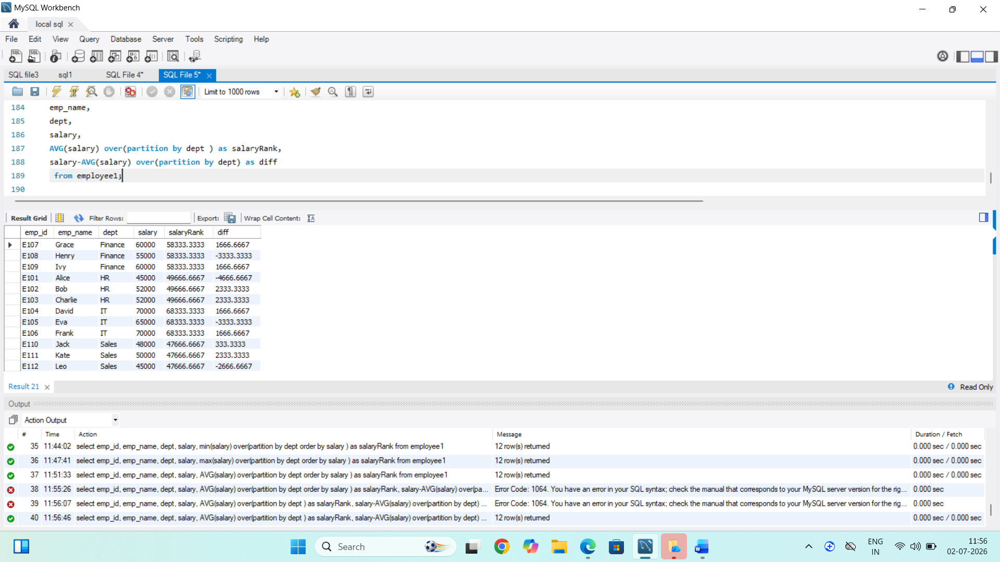 MySQL Workbench
local sql
File Edit View Query Database Server Tools Scripting Help
SQL file3 sql1 SQL File 4* SQL File 5*
Limit to 1000 rows
184 emp_name,
185 dept,
186 salary,
187 AVG(salary) over(partition by dept ) as salaryRank,
188 salary-AVG(salary) over(partition by dept) as diff
189 from employee1;
190
Result Grid Filter Rows: Export: Wrap Cell Content:
emp_id emp_name dept salary salaryRank diff
E107 Grace Finance 60000 58333.3333 1666.6667
E108 Henry Finance 55000 58333.3333 -3333.3333
E109 Ivy Finance 60000 58333.3333 1666.6667
E101 Alice HR 45000 49666.6667 -4666.6667
E102 Bob HR 52000 49666.6667 2333.3333
E103 Charlie HR 52000 49666.6667 2333.3333
E104 David IT 70000 68333.3333 1666.6667
E105 Eva IT 65000 68333.3333 -3333.3333
E106 Frank IT 70000 68333.3333 1666.6667
E110 Jack Sales 48000 47666.6667 333.3333
E111 Kate Sales 50000 47666.6667 2333.3333
E112 Leo Sales 45000 47666.6667 -2666.6667
Result 21 Read Only
Output
Action Output
# Time Action Message Duration / Fetch
35 11:44:02 select emp_id, emp_name, dept, salary, min(salary) over(partition by dept order by salary ) as salaryRank from employee1 12 row(s) returned 0.000 sec / 0.000 sec
36 11:47:41 select emp_id, emp_name, dept, salary, max(salary) over(partition by dept order by salary ) as salaryRank from employee1 12 row(s) returned 0.000 sec / 0.000 sec
37 11:51:33 select emp_id, emp_name, dept, salary, AVG(salary) over(partition by dept order by salary ) as salaryRank from employee1 12 row(s) returned 0.000 sec / 0.000 sec
38 11:55:26 select emp_id, emp_name, dept, salary, AVG(salary) over(partition by dept order by salary ) as salaryRank, salary-AVG(salary) over(pa... Error Code: 1064. You have an error in your SQL syntax; check the manual that corresponds to your MySQL server version for the rig... 0.000 sec
39 11:56:07 select emp_id, emp_name, dept, salary, AVG(salary) over(partition by dept ) as salaryRank, salary-AVG(salary) over(partition by dept) ... Error Code: 1064. You have an error in your SQL syntax; check the manual that corresponds to your MySQL server version for the rig... 0.000 sec
40 11:56:46 select emp_id, emp_name, dept, salary, AVG(salary) over(partition by dept ) as salaryRank, salary-AVG(salary) over(partition by dept) ... 12 row(s) returned 0.000 sec / 0.000 sec
Search
ENG 11:56
IN 02-07-2026